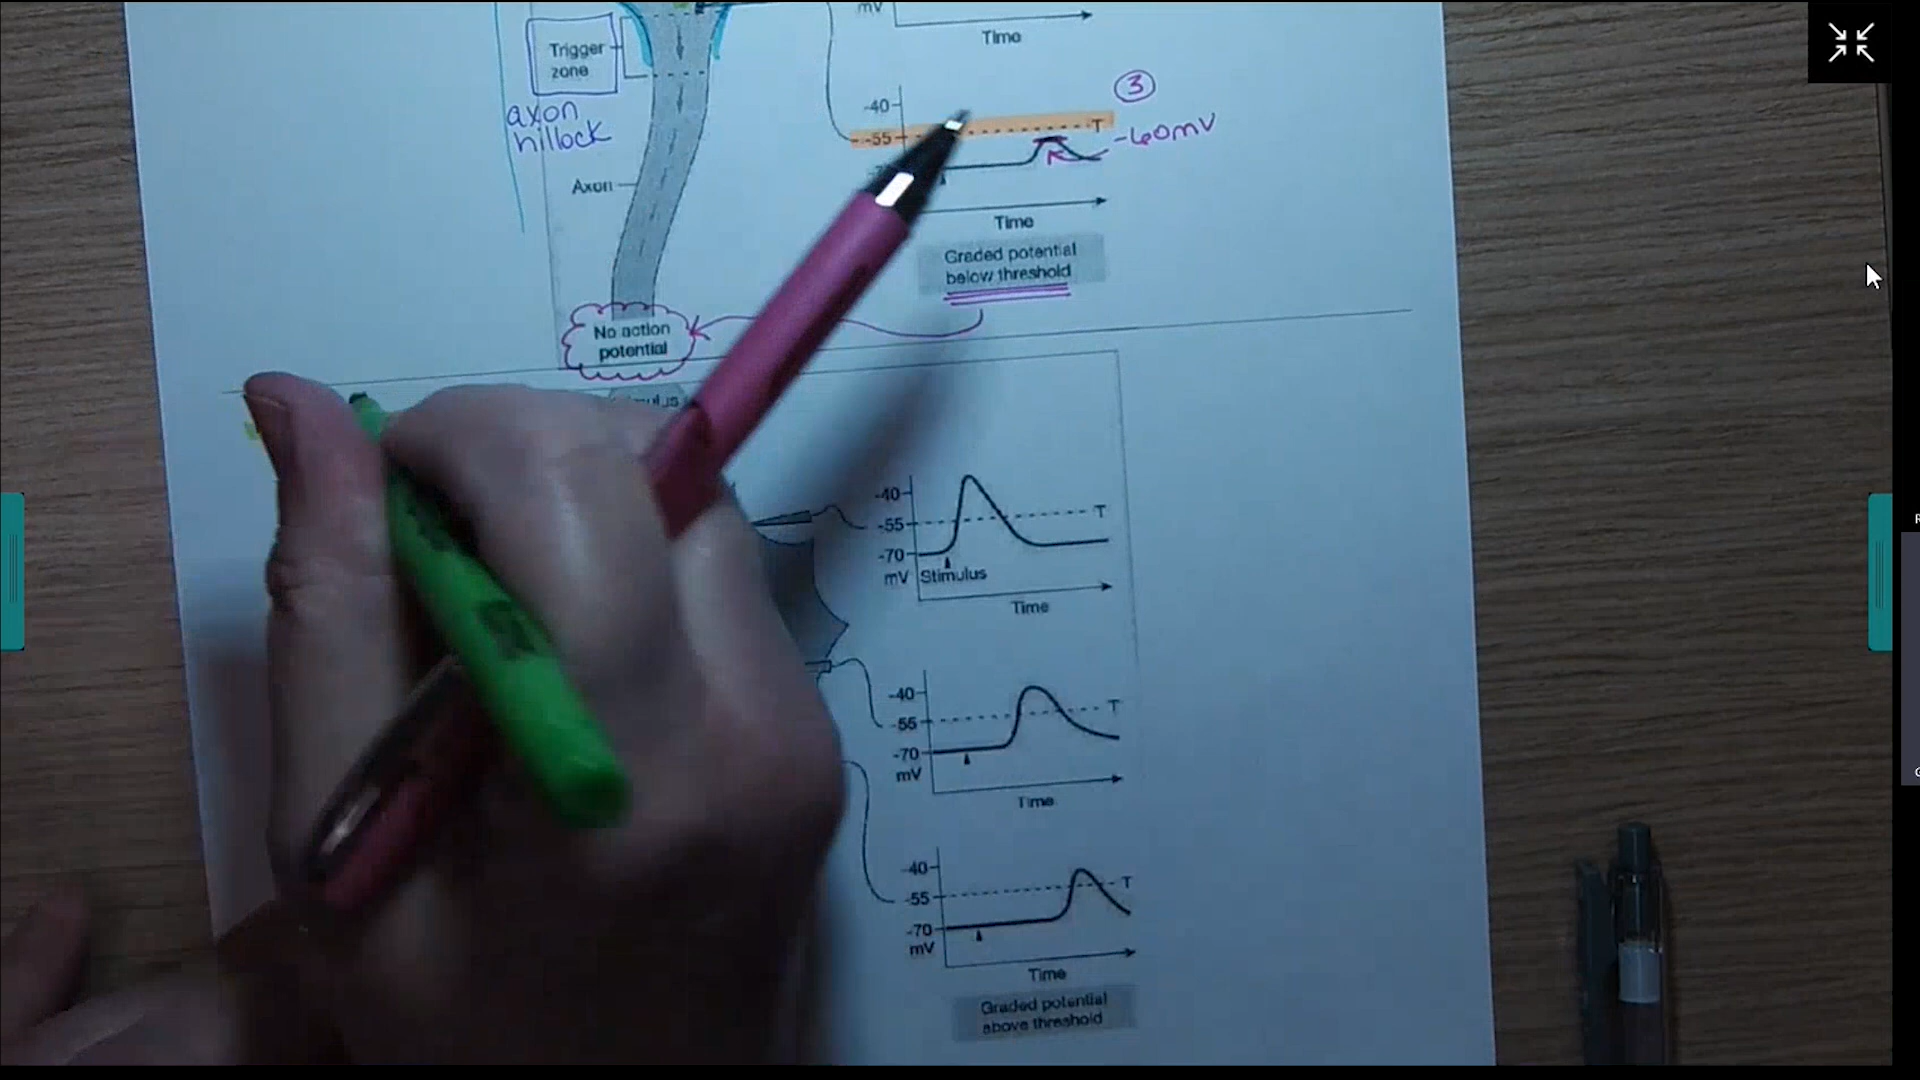 mV
Time
Trigger
zone
axon
hillock
Axon
-40
-55
T
3
-60mV
Time
Graded potential
below threshold
No action
potential
-40
-55
T
-70
mV
Stimulus
Time
-40
-55
T
-70
mV
Time
-40
-55
T
-70
mV
Time
Graded potential
above threshold